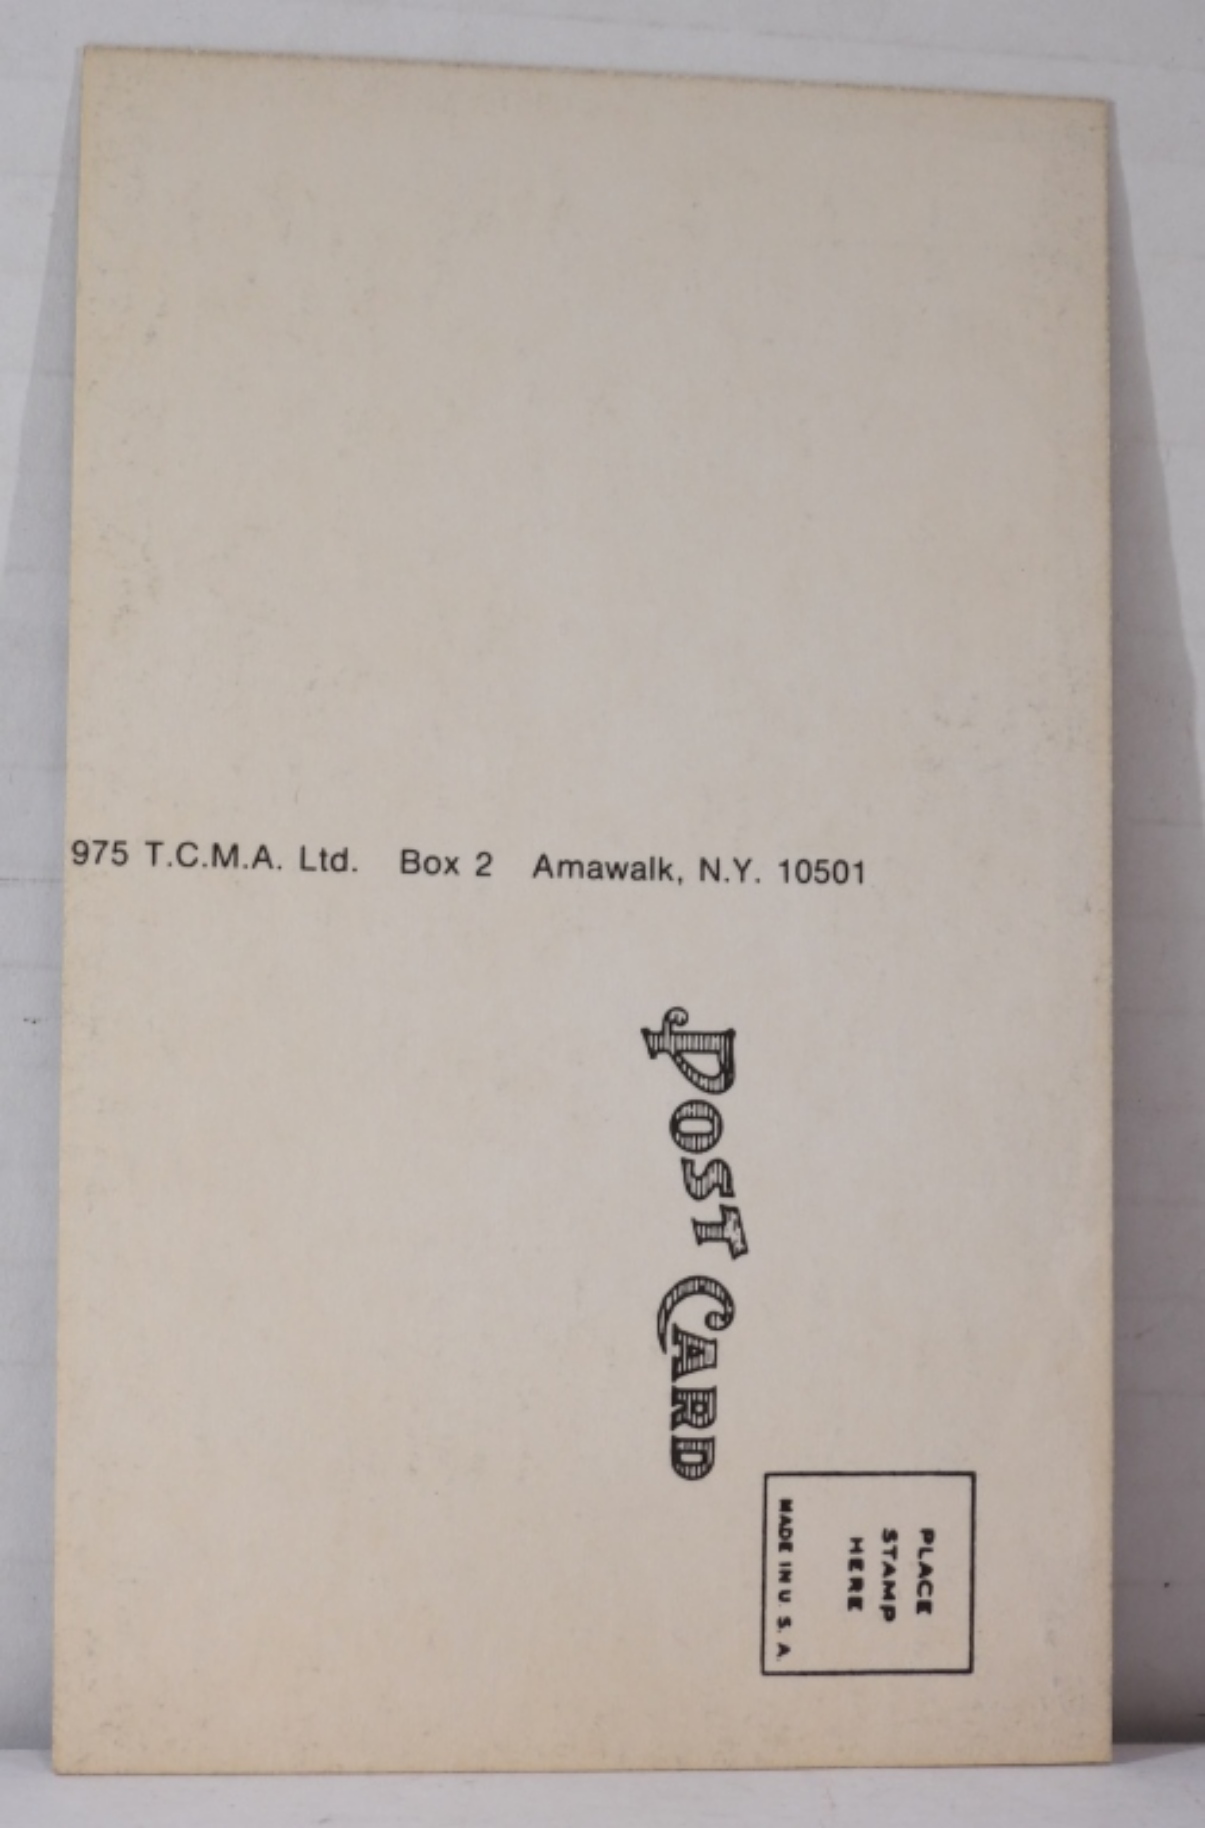 975 T.C.M.A. Ltd. Box 2 Amawalk, N.Y. 10501
POST CARD
PLACE
STAMP
HERE
MADE IN U. S. A.